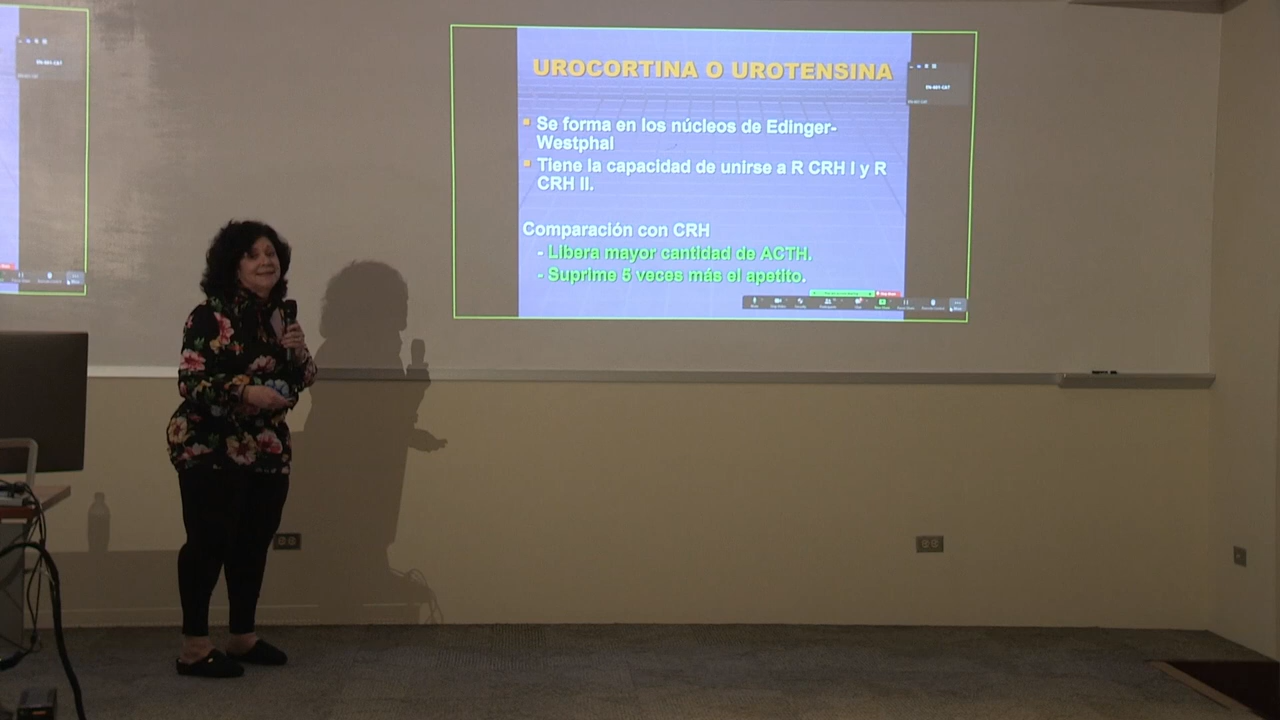 UROCORTINA O UROTENSINA
Se forma en los núcleos de Edinger-
Westphal
Tiene la capacidad de unirse a R CRH I y R
CRH II.
Comparación con CRH
- Libera mayor cantidad de ACTH.
- Suprime 5 veces más el apetito.